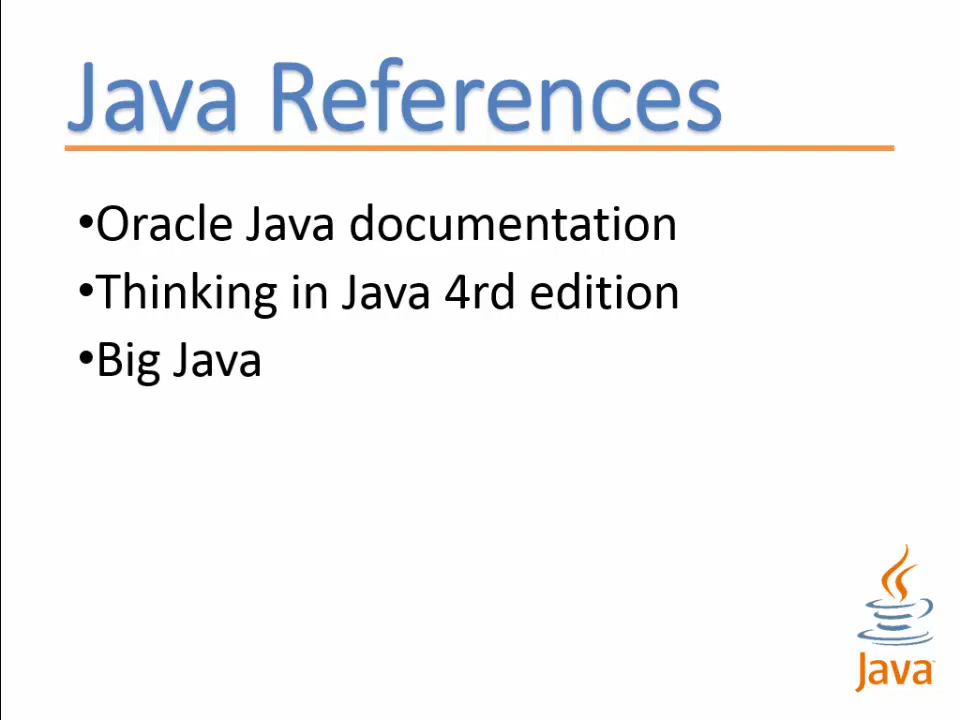 Java References
•Oracle Java documentation
•Thinking in Java 4rd edition
•Big Java
Java